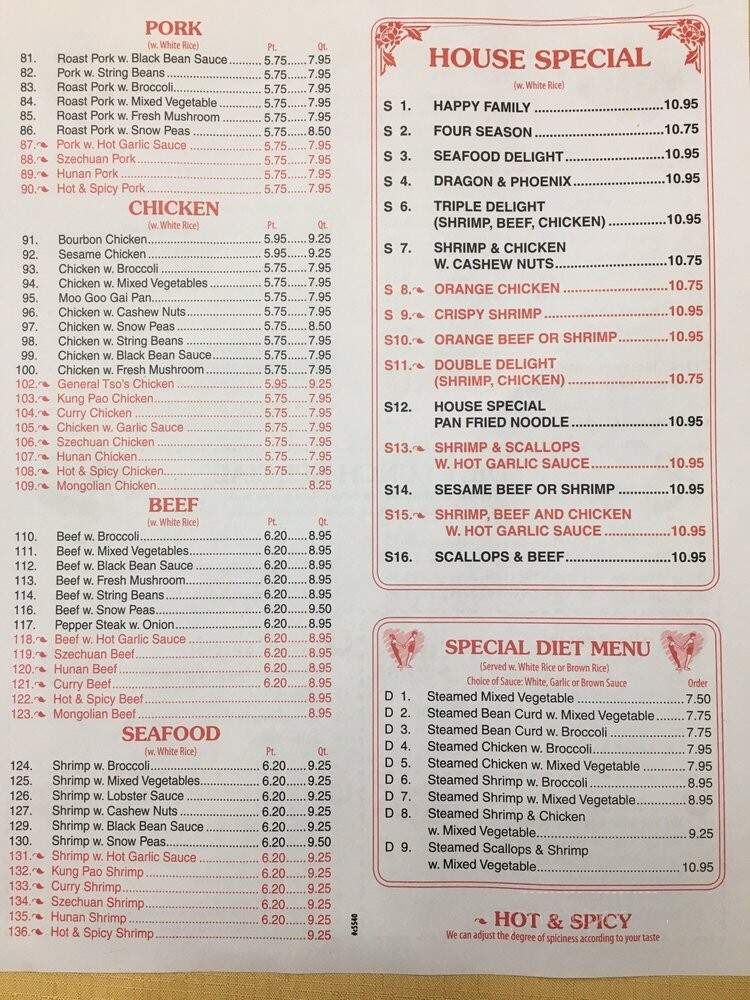 PORK
(w. White Rice) Pt. Qt.
81. Roast Pork w. Black Bean Sauce 5.75 7.95
82. Pork w. String Beans 5.75 7.95
83. Roast Pork w. Broccoli 5.75 7.95
84. Roast Pork w. Mixed Vegetable 5.75 7.95
85. Roast Pork w. Fresh Mushroom 5.75 7.95
86. Roast Pork w. Snow Peas 5.75 8.50
87. Pork w. Hot Garlic Sauce 5.75 7.95
88. Szechuan Pork 5.75 7.95
89. Hunan Pork 5.75 7.95
90. Hot & Spicy Pork 5.75 7.95
CHICKEN
(w. White Rice) Pt. Qt.
91. Bourbon Chicken 5.95 9.25
92. Sesame Chicken 5.95 9.25
93. Chicken w. Broccoli 5.75 7.95
94. Chicken w. Mixed Vegetables 5.75 7.95
95. Moo Goo Gai Pan 5.75 7.95
96. Chicken w. Cashew Nuts 5.75 7.95
97. Chicken w. Snow Peas 5.75 8.50
98. Chicken w. String Beans 5.75 7.95
99. Chicken w. Black Bean Sauce 5.75 7.95
100. Chicken w. Fresh Mushroom 5.75 7.95
102. General Tso's Chicken 5.95 9.25
103. Kung Pao Chicken 5.75 7.95
104. Curry Chicken 5.75 7.95
105. Chicken w. Garlic Sauce 5.75 7.95
106. Szechuan Chicken 5.75 7.95
107. Hunan Chicken 5.75 7.95
108. Hot & Spicy Chicken 5.75 7.95
109. Mongolian Chicken 8.25
BEEF
(w. White Rice) Pt. Qt.
110. Beef w. Broccoli 6.20 8.95
111. Beef w. Mixed Vegetables 6.20 8.95
112. Beef w. Black Bean Sauce 6.20 8.95
113. Beef w. Fresh Mushroom 6.20 8.95
114. Beef w. String Beans 6.20 8.95
116. Beef w. Snow Peas 6.20 9.50
117. Pepper Steak w. Onion 6.20 8.95
118. Beef w. Hot Garlic Sauce 6.20 8.95
119. Szechuan Beef 6.20 8.95
120. Hunan Beef 6.20 8.95
121. Curry Beef 6.20 8.95
122. Hot & Spicy Beef 8.95
123. Mongolian Beef 8.95
SEAFOOD
(w. White Rice) Pt. Qt.
124. Shrimp w. Broccoli 6.20 9.25
125. Shrimp w. Mixed Vegetables 6.20 9.25
126. Shrimp w. Lobster Sauce 6.20 9.25
127. Shrimp w. Cashew Nuts 6.20 9.25
129. Shrimp w. Black Bean Sauce 6.20 9.25
130. Shrimp w. Snow Peas 6.20 9.50
131. Shrimp w. Hot Garlic Sauce 6.20 9.25
132. Kung Pao Shrimp 6.20 9.25
133. Curry Shrimp 6.20 9.25
134. Szechuan Shrimp 6.20 9.25
135. Hunan Shrimp 6.20 9.25
136. Hot & Spicy Shrimp 9.25
#c5540
HOUSE SPECIAL
(w. White Rice)
S 1. HAPPY FAMILY 10.95
S 2. FOUR SEASON 10.75
S 3. SEAFOOD DELIGHT 10.95
S 4. DRAGON & PHOENIX 10.95
S 6. TRIPLE DELIGHT
(SHRIMP, BEEF, CHICKEN) 10.95
S 7. SHRIMP & CHICKEN
W. CASHEW NUTS 10.75
S 8. ORANGE CHICKEN 10.75
S 9. CRISPY SHRIMP 10.95
S10. ORANGE BEEF OR SHRIMP 10.95
S11. DOUBLE DELIGHT
(SHRIMP, CHICKEN) 10.75
S12. HOUSE SPECIAL
PAN FRIED NOODLE 10.95
S13. SHRIMP & SCALLOPS
W. HOT GARLIC SAUCE 10.95
S14. SESAME BEEF OR SHRIMP 10.95
S15. SHRIMP, BEEF AND CHICKEN
W. HOT GARLIC SAUCE 10.95
S16. SCALLOPS & BEEF 10.95
SPECIAL DIET MENU
(Served w. White Rice or Brown Rice)
Choice of Sauce: White, Garlic or Brown Sauce Order
D 1. Steamed Mixed Vegetable 7.50
D 2. Steamed Bean Curd w. Mixed Vegetable 7.75
D 3. Steamed Bean Curd w. Broccoli 7.75
D 4. Steamed Chicken w. Broccoli 7.95
D 5. Steamed Chicken w. Mixed Vegetable 7.95
D 6. Steamed Shrimp w. Broccoli 8.95
D 7. Steamed Shrimp w. Mixed Vegetable 8.95
D 8. Steamed Shrimp & Chicken
w. Mixed Vegetable 9.25
D 9. Steamed Scallops & Shrimp
w. Mixed Vegetable 10.95
HOT & SPICY
We can adjust the degree of spiciness according to your taste